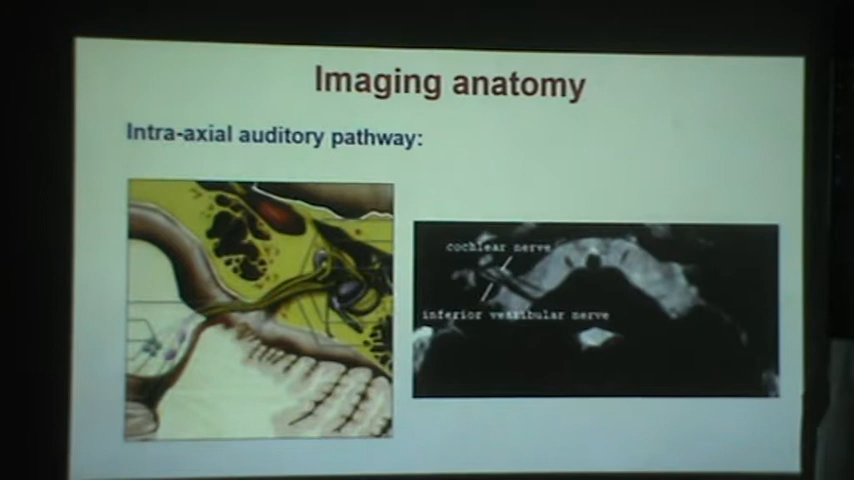 Imaging anatomy
Intra-axial auditory pathway:
cochlear nerve
inferior vestibular nerve